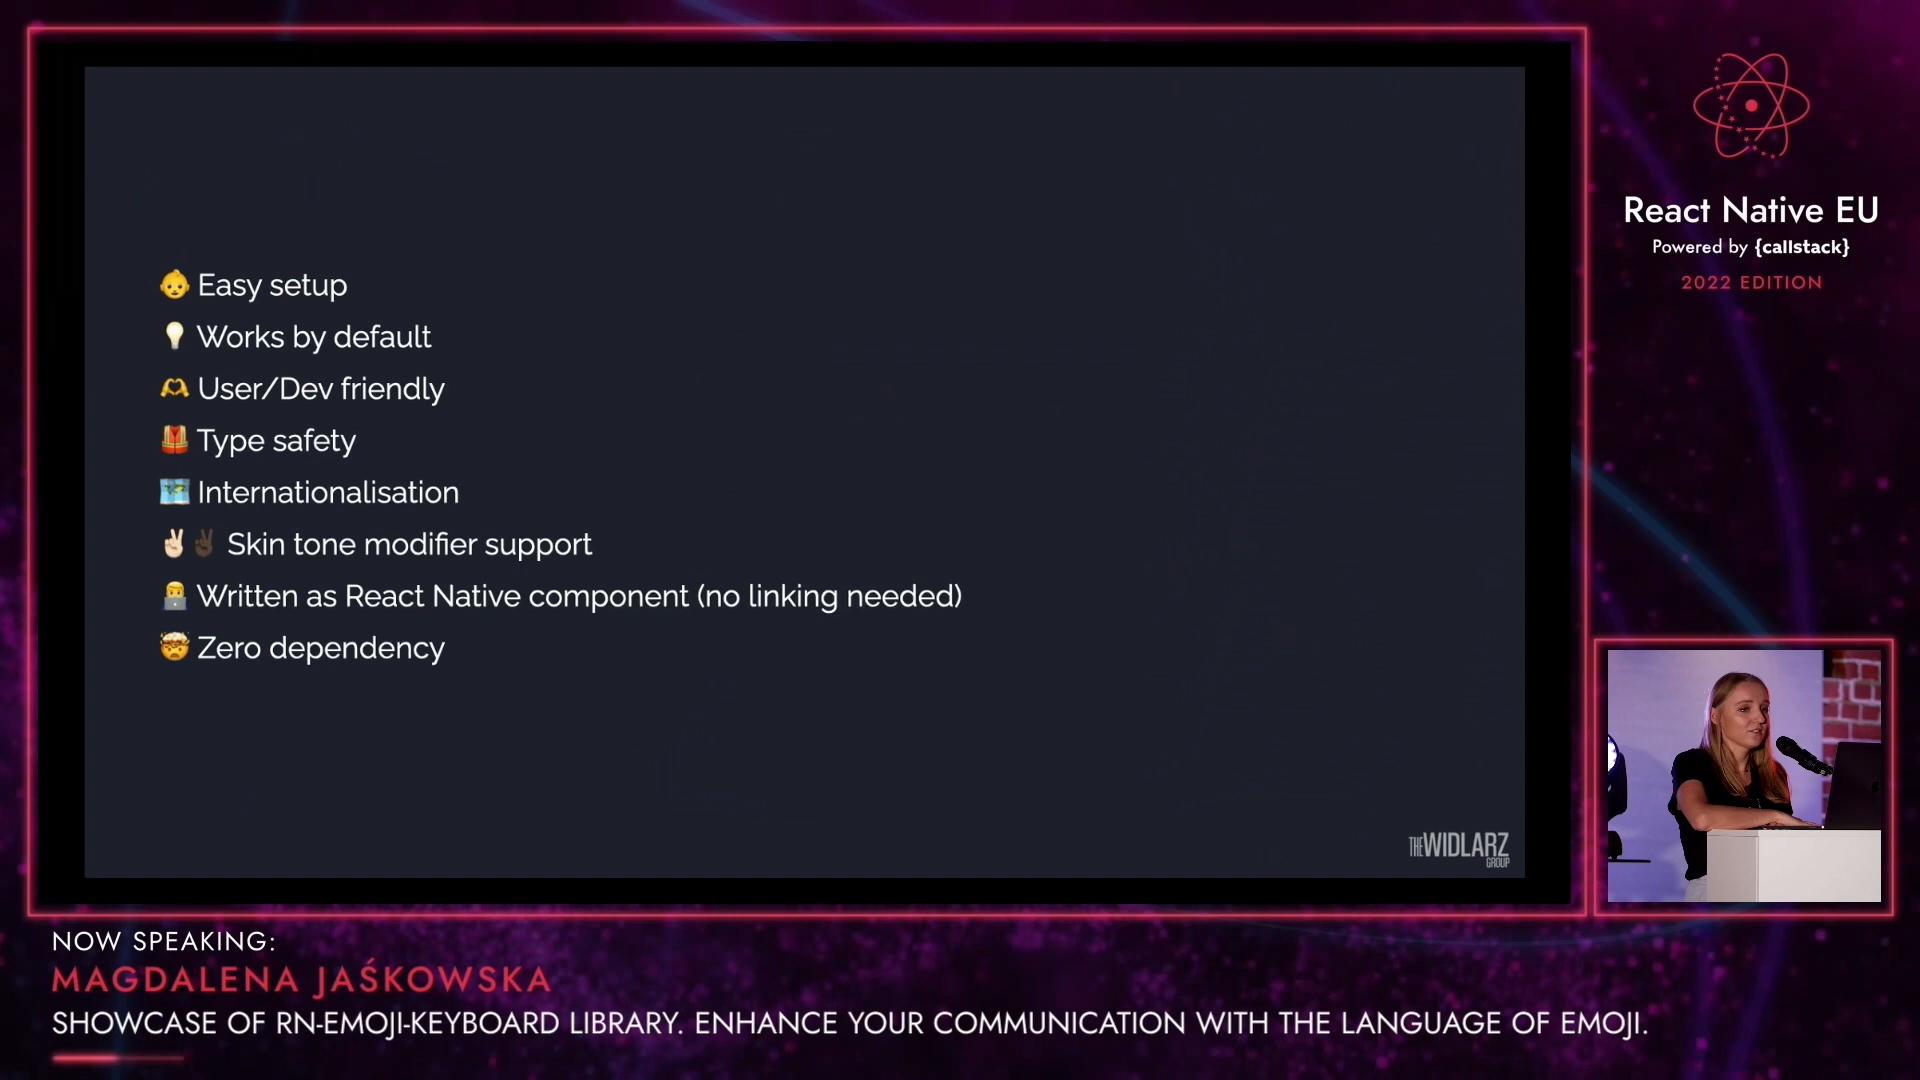 👶 Easy setup
💡 Works by default
🫶 User/Dev friendly
🦺 Type safety
🗺️ Internationalisation
✌🏻✌🏿 Skin tone modifier support
👨‍💻 Written as React Native component (no linking needed)
🤯 Zero dependency
THE WIDLARZ
GROUP
React Native EU
Powered by {callstack}
2022 EDITION
NOW SPEAKING:
MAGDALENA JAŚKOWSKA
SHOWCASE OF RN-EMOJI-KEYBOARD LIBRARY. ENHANCE YOUR COMMUNICATION WITH THE LANGUAGE OF EMOJI.